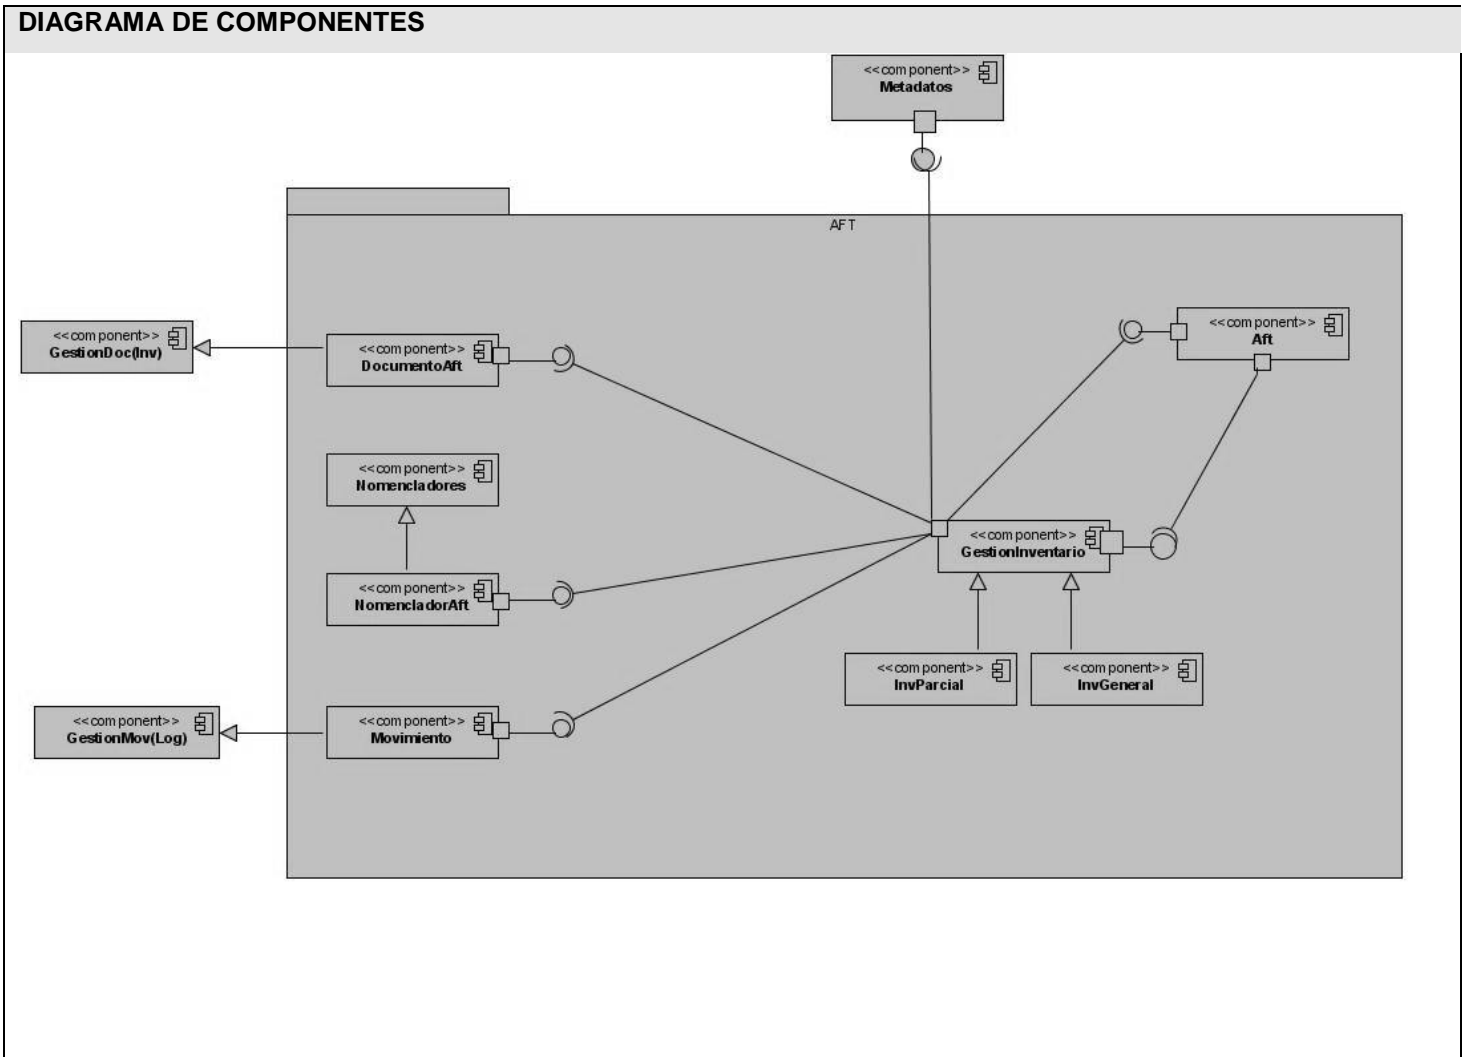 DIAGRAMA DE COMPONENTES
<<component>>
Metadatos
AFT
<<component>>
Aft
<<component>>
GestionDoc(Inv)
<<component>>
DocumentoAft
<<component>>
Nomencladores
<<component>>
GestionInventario
<<component>>
NomencladorAft
<<component>>
InvParcial
<<component>>
InvGeneral
<<component>>
GestionMov(Log)
<<component>>
Movimiento